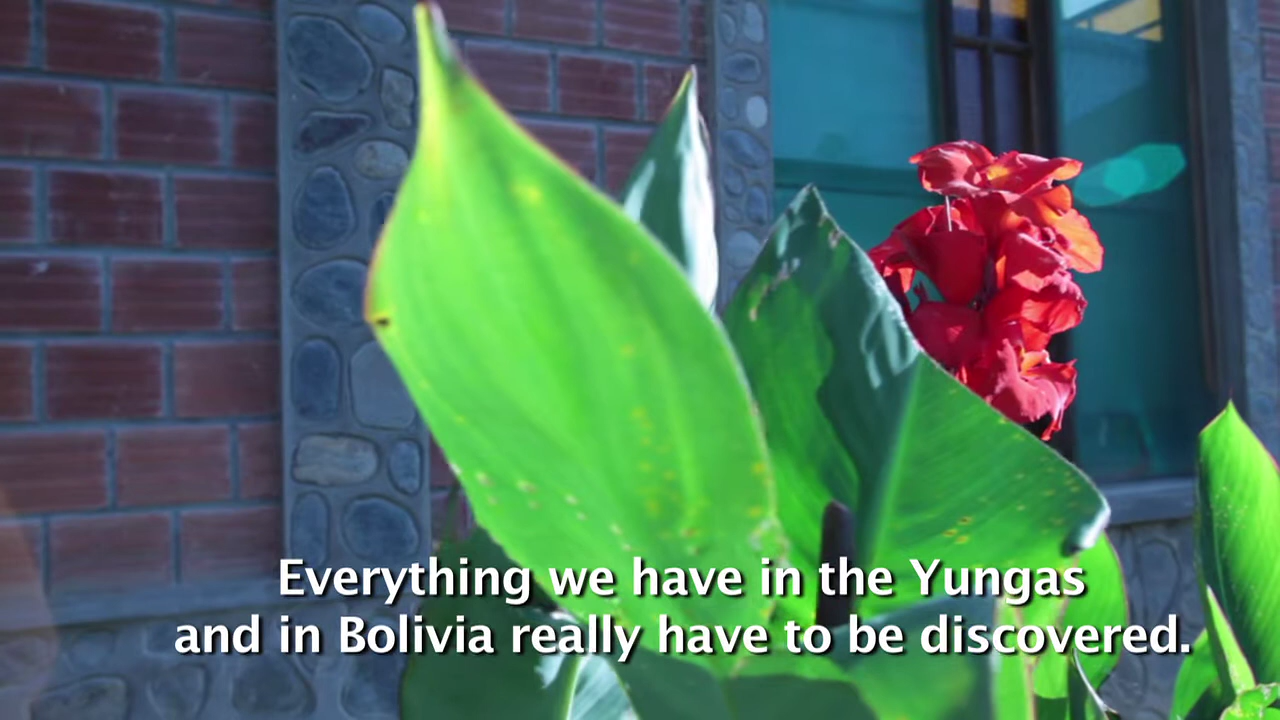 Everything we have in the Yungas
and in Bolivia really have to be discovered.